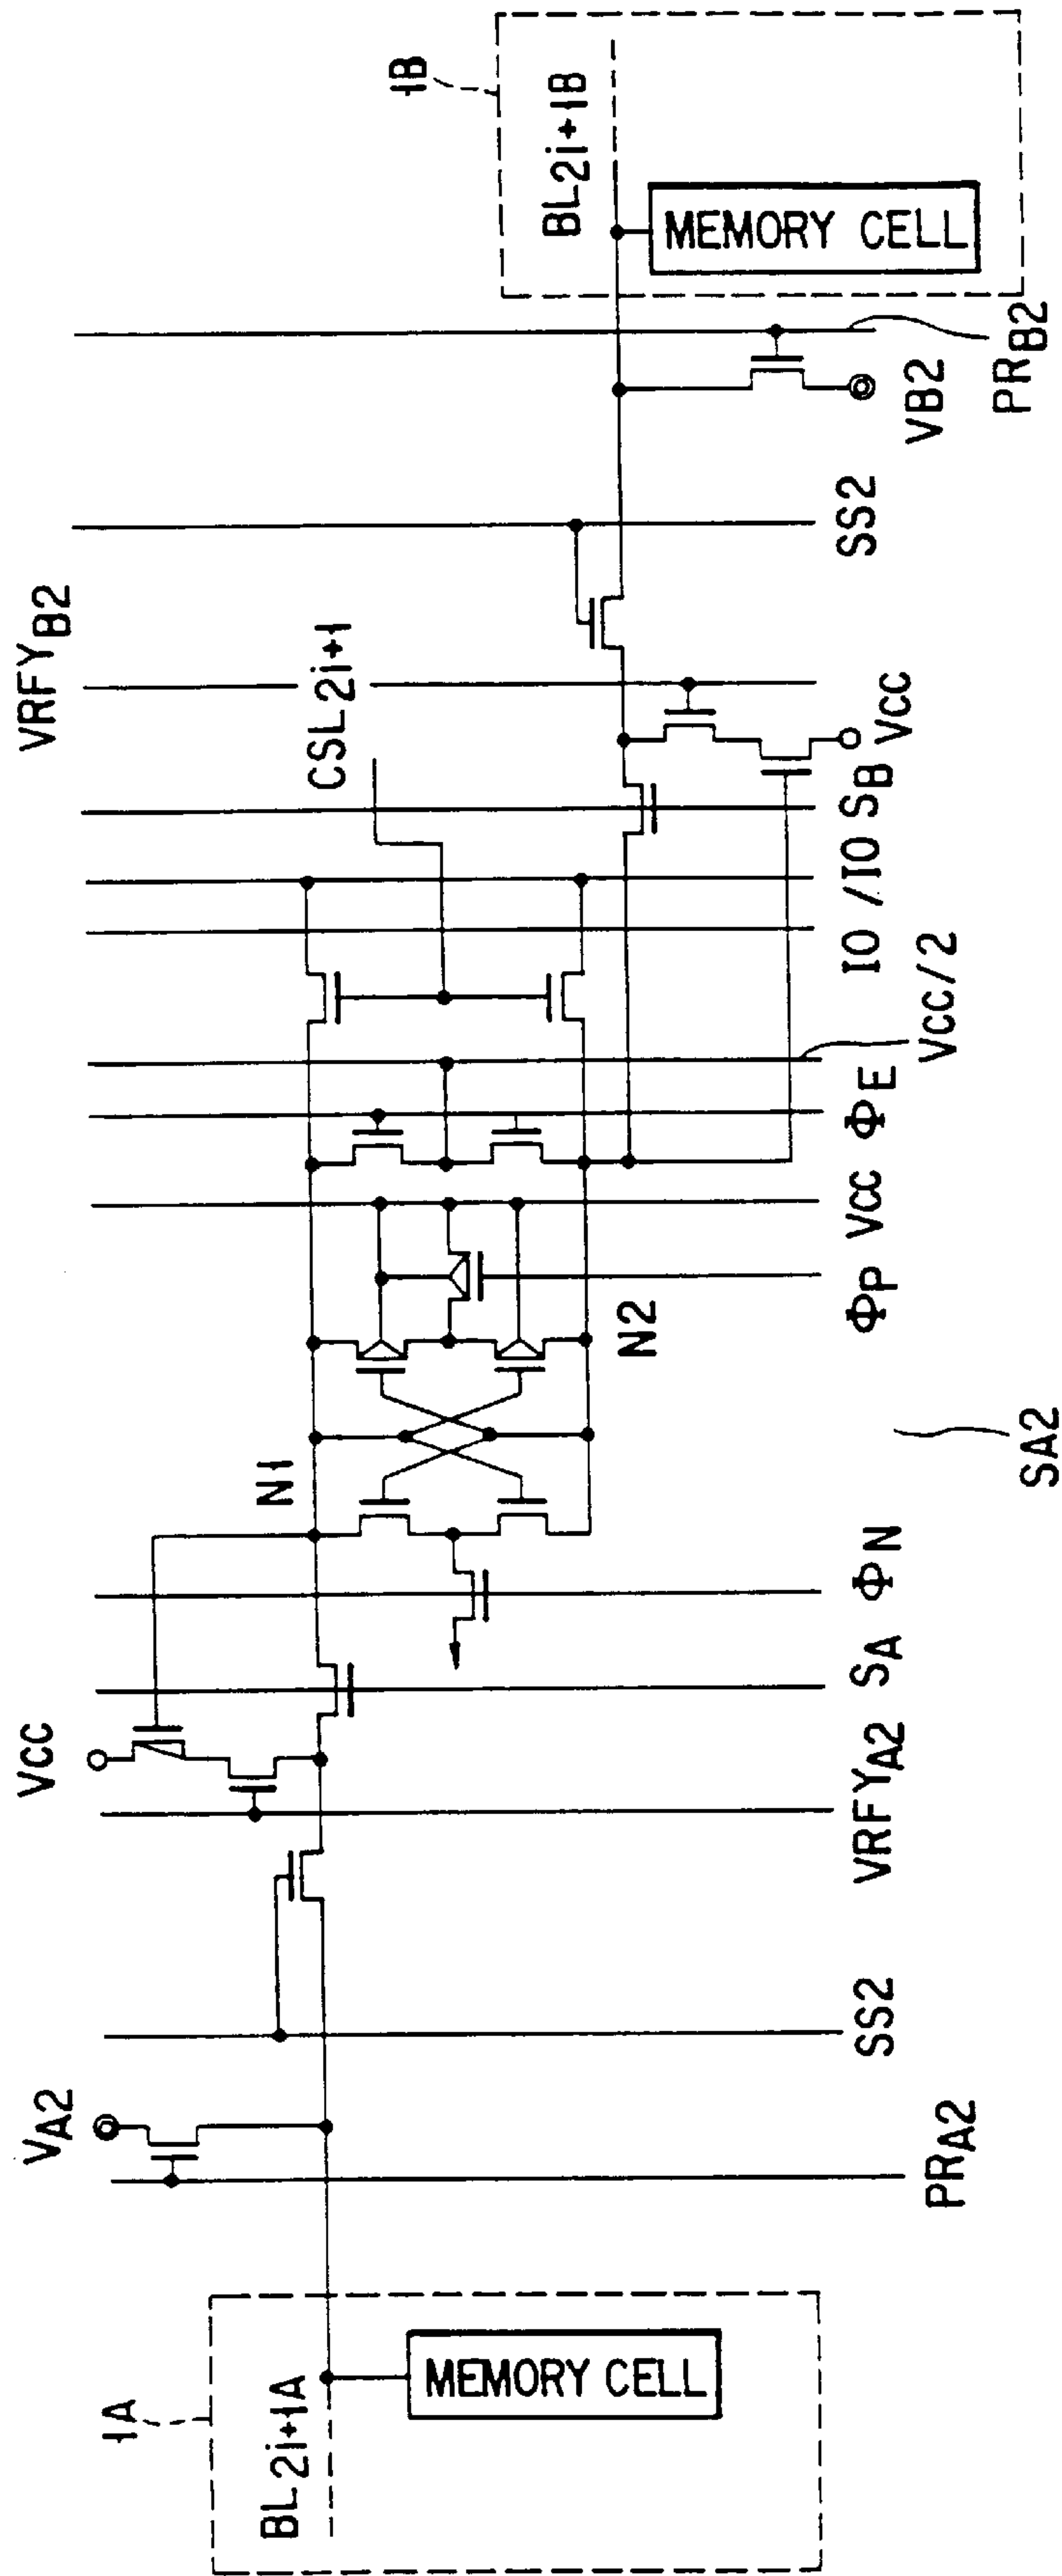 1B
BL2i+1B
MEMORY CELL
PRB2
VB2
SS2
VRFYB2
CSL2i+1
VCC
SB
IO /IO
VCC/2
ΦE
VCC
ΦP
N2
N1
SA2
ΦN
SA
VCC
VRFYA2
SS2
VA2
PRA2
1A
BL2i+1A
MEMORY CELL